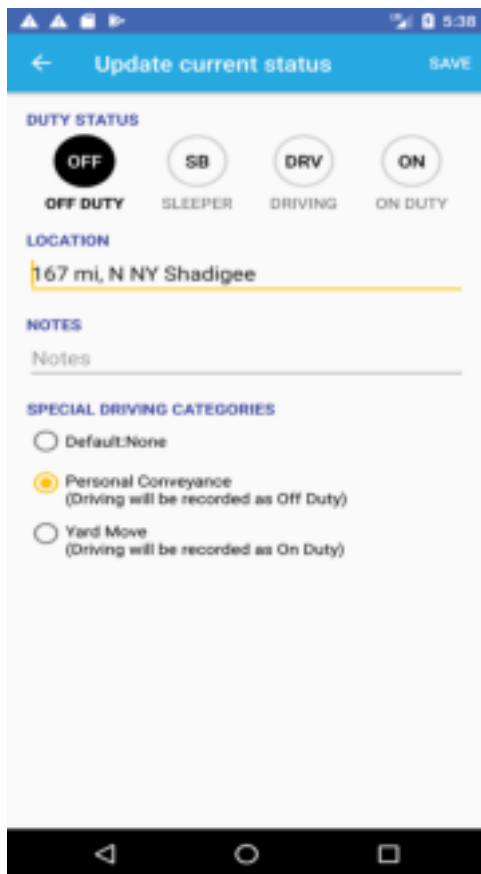 5:38
Update current status SAVE
DUTY STATUS
OFF SB DRV ON
OFF DUTY SLEEPER DRIVING ON DUTY
LOCATION
167 mi, N NY Shadigee
NOTES
Notes
SPECIAL DRIVING CATEGORIES
Default:None
Personal Conveyance
(Driving will be recorded as Off Duty)
Yard Move
(Driving will be recorded as On Duty)